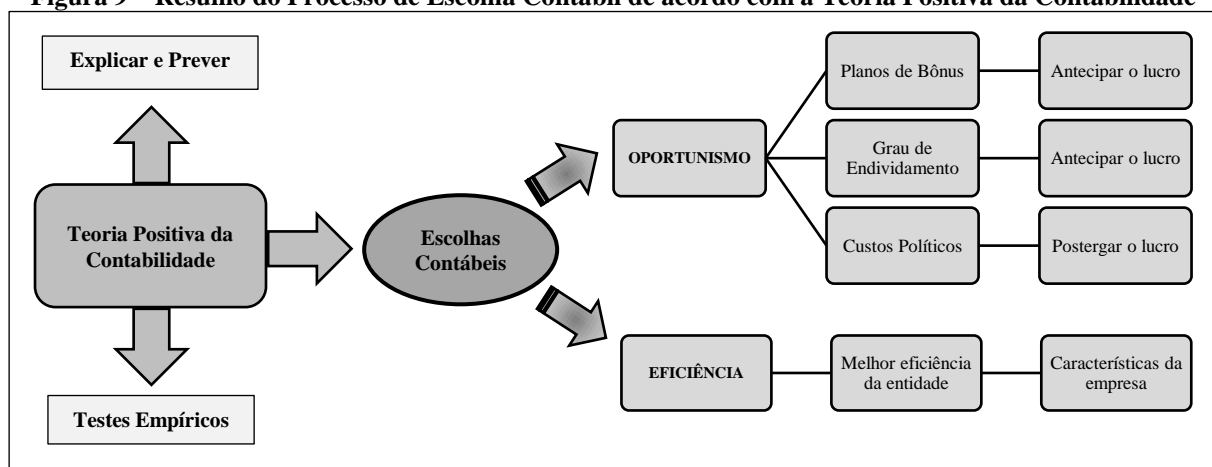 Figura 9 – Resumo do Processo de Escolha Contábil de acordo com a Teoria Positiva da Contabilidade
Explicar e Prever
Teoria Positiva da
Contabilidade
Testes Empíricos
Escolhas
Contábeis
OPORTUNISMO
Planos de Bônus
Antecipar o lucro
Grau de
Endividamento
Antecipar o lucro
Custos Políticos
Postergar o lucro
EFICIÊNCIA
Melhor eficiência
da entidade
Características da
empresa